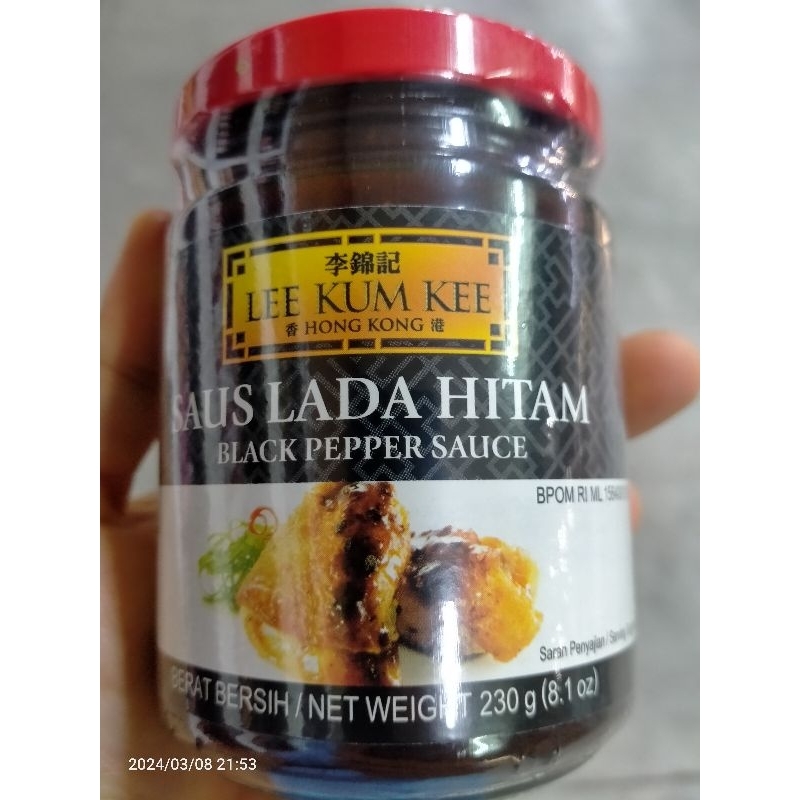 李錦記
LEE KUM KEE
香 HONG KONG 港
SAUS LADA HITAM
BLACK PEPPER SAUCE
BPOM RI ML
Saran Penyajian /
BERAT BERSIH / NET WEIGHT 230 g (8.1 oz)
2024/03/08 21:53